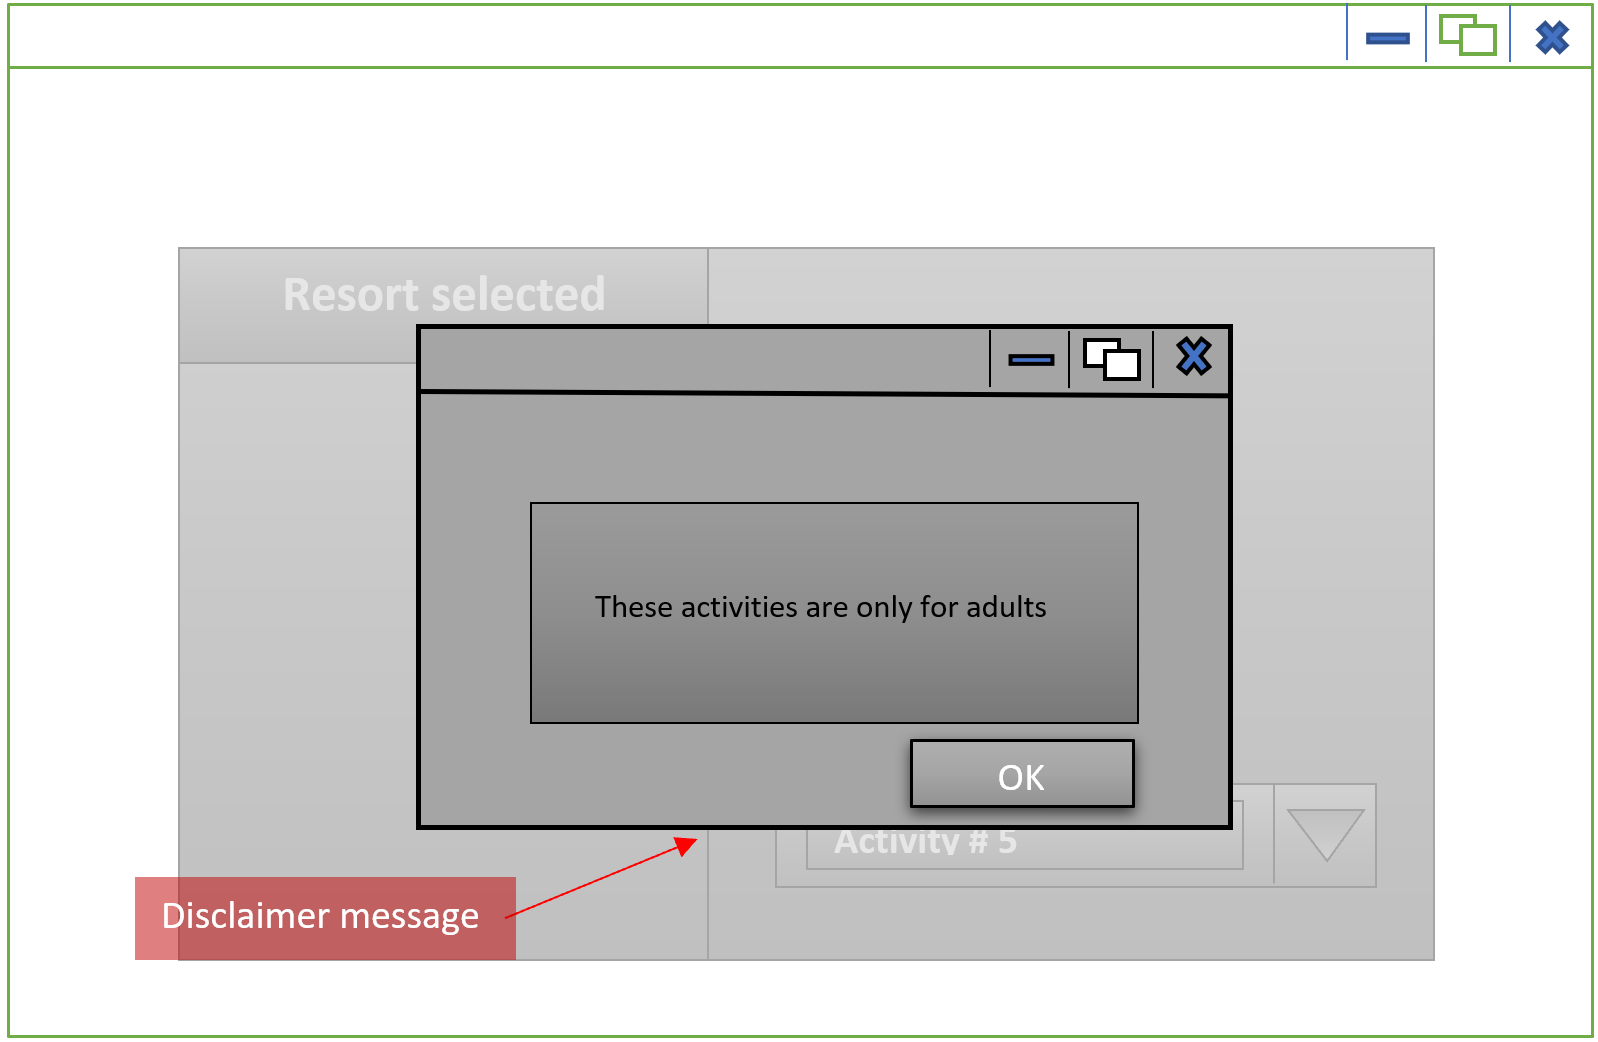 Resort selected
These activities are only for adults
OK
Activity # 5
Disclaimer message